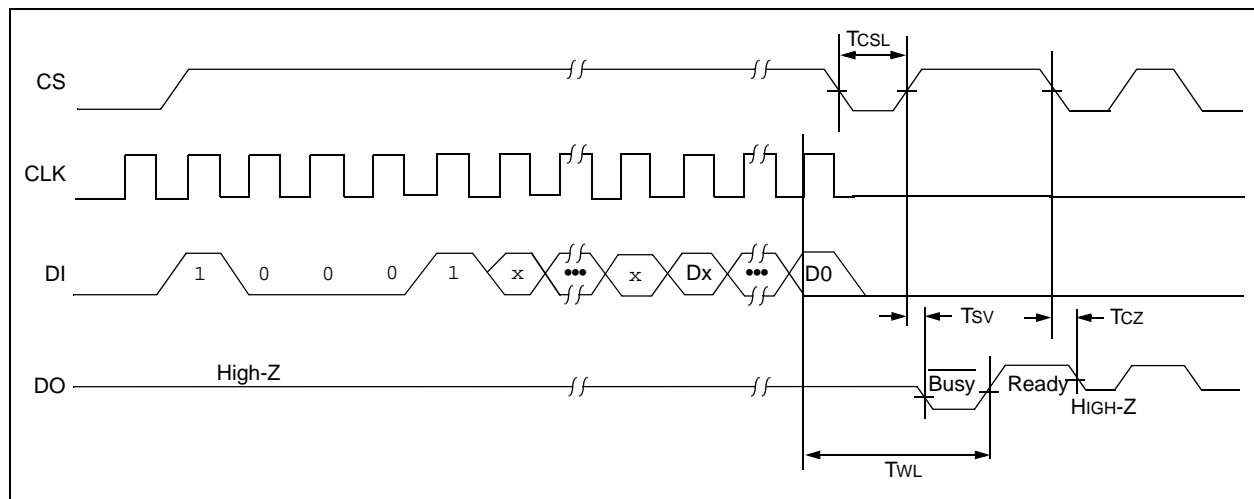 TCSL
CS
CLK
DI 1 0 0 0 1 x ••• x Dx ••• D0
TSV TCZ
DO High-Z Busy Ready
HIGH-Z
TWL